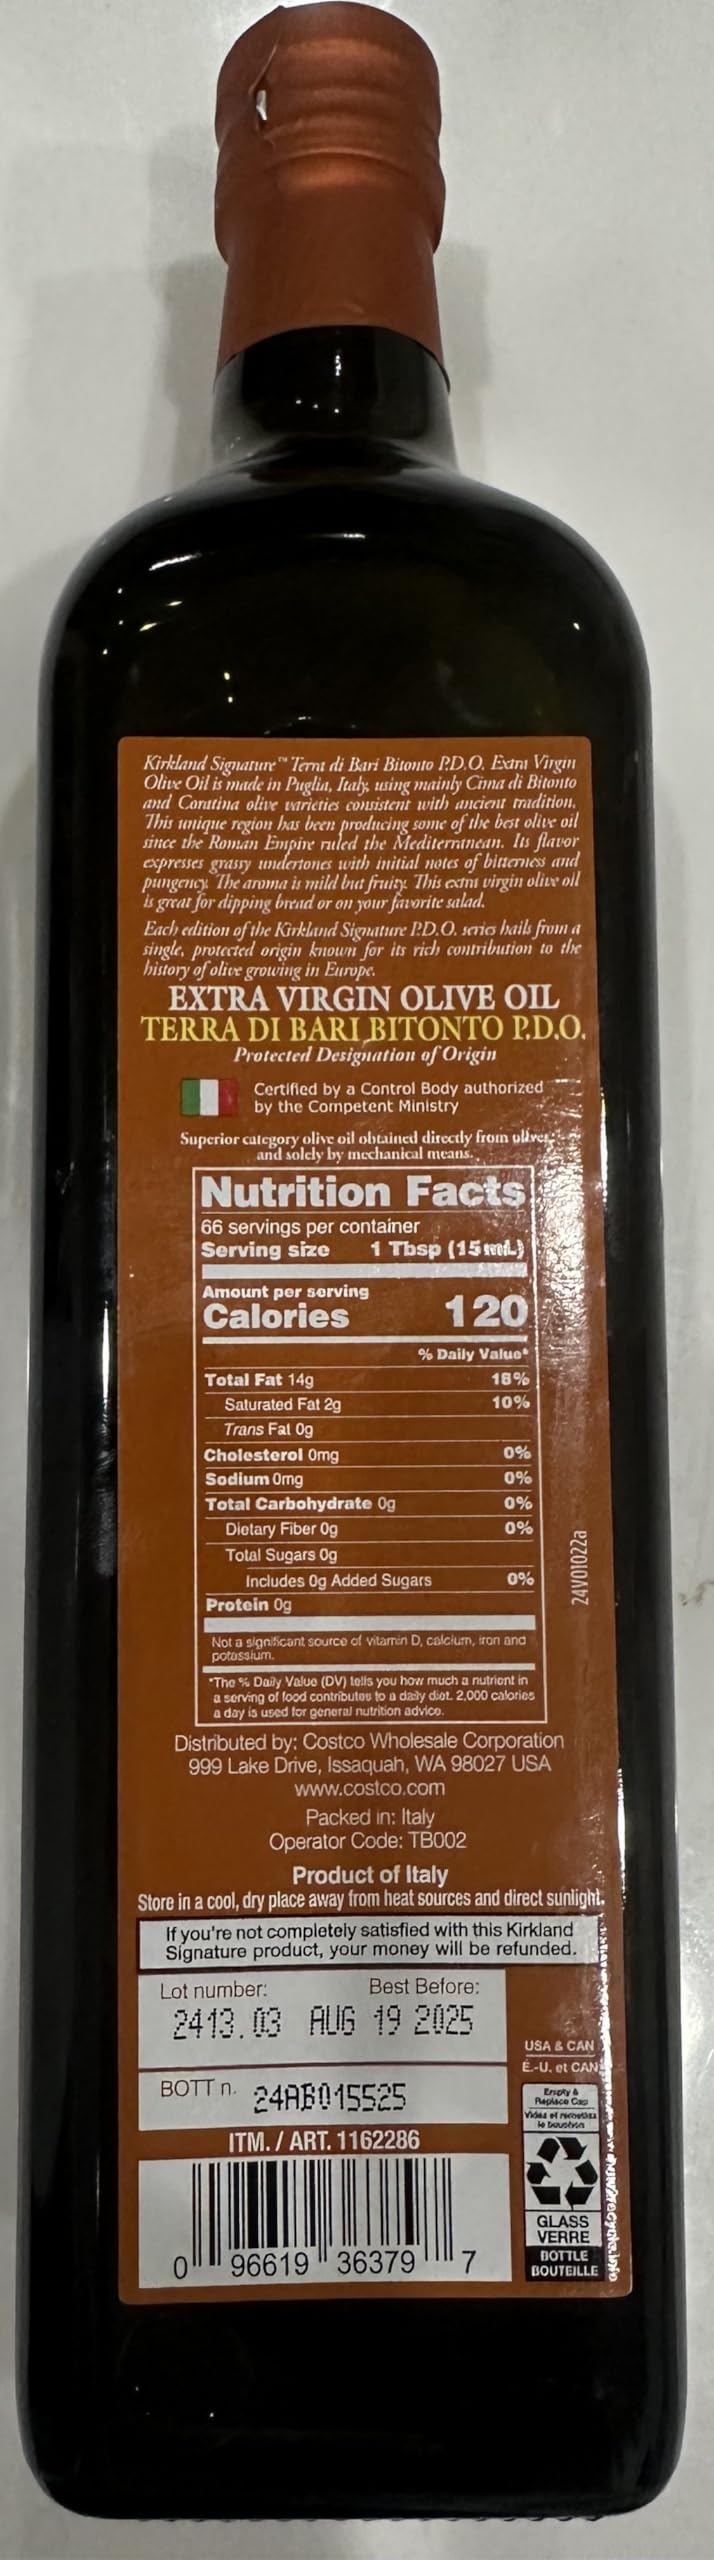 Kirkland Signature™ Terra di Bari Bitonto P.D.O. Extra Virgin
Olive Oil is made in Puglia, Italy, using mainly Cima di Bitonto
and Coratina olive varieties consistent with ancient tradition.
This unique region has been producing some of the best olive oil
since the Roman Empire ruled the Mediterranean. Its flavor
expresses grassy undertones with initial notes of bitterness and
pungency. The aroma is mild but fruity. This extra virgin olive oil
is great for dipping bread or on your favorite salad.
Each edition of the Kirkland Signature P.D.O. series hails from a
single, protected origin known for its rich contribution to the
history of olive growing in Europe.
EXTRA VIRGIN OLIVE OIL
TERRA DI BARI BITONTO P.D.O.
Protected Designation of Origin
Certified by a Control Body authorized
by the Competent Ministry
Superior category olive oil obtained directly from olives
and solely by mechanical means.
Nutrition Facts
66 servings per container
Serving size 1 Tbsp (15 mL)
Amount per serving
Calories 120
% Daily Value*
Total Fat 14g 18%
Saturated Fat 2g 10%
Trans Fat 0g
Cholesterol 0mg 0%
Sodium 0mg 0%
Total Carbohydrate 0g 0%
Dietary Fiber 0g 0%
Total Sugars 0g
Includes 0g Added Sugars 0%
Protein 0g
Not a significant source of vitamin D, calcium, iron and
potassium.
*The % Daily Value (DV) tells you how much a nutrient in
a serving of food contributes to a daily diet. 2,000 calories
a day is used for general nutrition advice.
24V01022a
Distributed by: Costco Wholesale Corporation
999 Lake Drive, Issaquah, WA 98027 USA
www.costco.com
Packed in: Italy
Operator Code: TB002
Product of Italy
Store in a cool, dry place away from heat sources and direct sunlight.
If you're not completely satisfied with this Kirkland
Signature product, your money will be refunded.
Lot number: Best Before:
2413.03 AUG 19 2025
BOTT n. 24AB015525
ITM. / ART. 1162286
0 96619 36379 7
USA & CAN
É.-U. et CAN
Empty &
Replace Cap
Videz et remettez
le bouchon
GLASS
VERRE
BOTTLE
BOUTEILLE